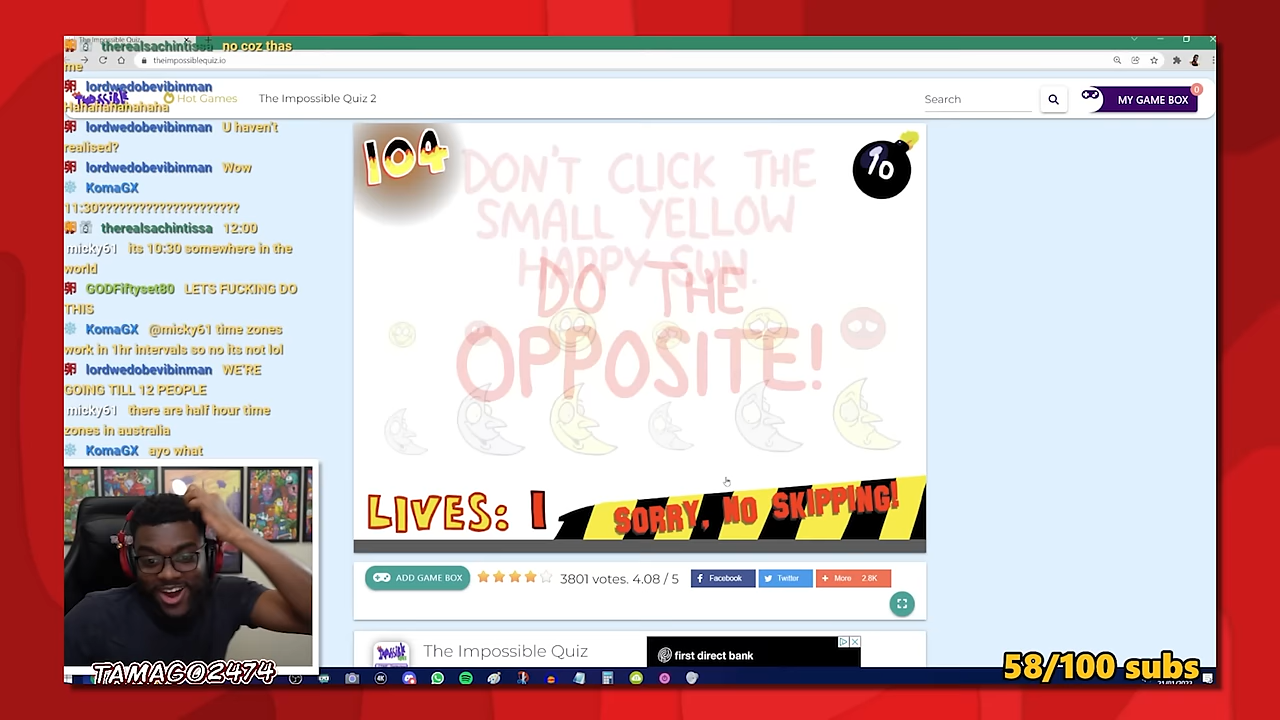 therealsachintissa no coz thas
me
theimpossiblequiz.io
lordwedobevibinman
Hahahahahahaha
IMPOSSIBLE
Hot Games
The Impossible Quiz 2
Search
MY GAME BOX
0
lordwedobevibinman U haven't
realised?
lordwedobevibinman Wow
KomaGX
11:30????????????????????
therealsachintissa 12:00
micky61 its 10:30 somewhere in the
world
GODFiftyset80 LETS FUCKING DO
THIS
KomaGX @micky61 time zones
work in 1hr intervals so no its not lol
lordwedobevibinman WE'RE
GOING TILL 12 PEOPLE
micky61 there are half hour time
zones in australia
KomaGX ayo what
104
10
DON'T CLICK THE
SMALL YELLOW
HAPPY SUN.
DO THE
OPPOSITE!
LIVES: 1
SORRY, NO SKIPPING!
ADD GAME BOX
3801 votes. 4.08 / 5
Facebook
Twitter
More 2.8K
The Impossible Quiz
first direct bank
TAMAGO2474
58/100 subs